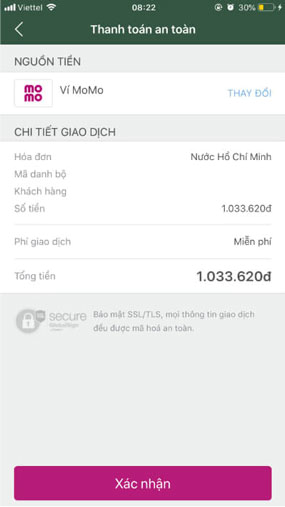 Viettel 08:22 30%
Thanh toán an toàn
NGUỒN TIỀN
mo
mo
Ví MoMo
THAY ĐỔI
CHI TIẾT GIAO DỊCH
Hóa đơn Nước Hồ Chí Minh
Mã danh bộ
Khách hàng
Số tiền 1.033.620đ
Phí giao dịch Miễn phí
Tổng tiền 1.033.620đ
SSL
secure
GlobalSign
Bảo mật SSL/TLS, mọi thông tin giao dịch
đều được mã hoá an toàn.
Xác nhận